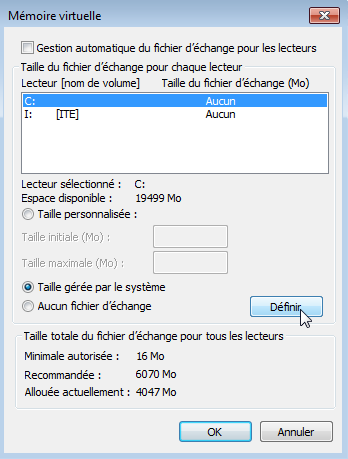 Mémoire virtuelle
Gestion automatique du fichier d'échange pour les lecteurs
Taille du fichier d'échange pour chaque lecteur
Lecteur [nom de volume] Taille du fichier d'échange (Mo)
C: Aucun
I: [ITE] Aucun
Lecteur sélectionné : C:
Espace disponible : 19499 Mo
Taille personnalisée :
Taille initiale (Mo) :
Taille maximale (Mo) :
Taille gérée par le système
Aucun fichier d'échange Définir
Taille totale du fichier d'échange pour tous les lecteurs
Minimale autorisée : 16 Mo
Recommandée : 6070 Mo
Allouée actuellement : 4047 Mo
OK Annuler